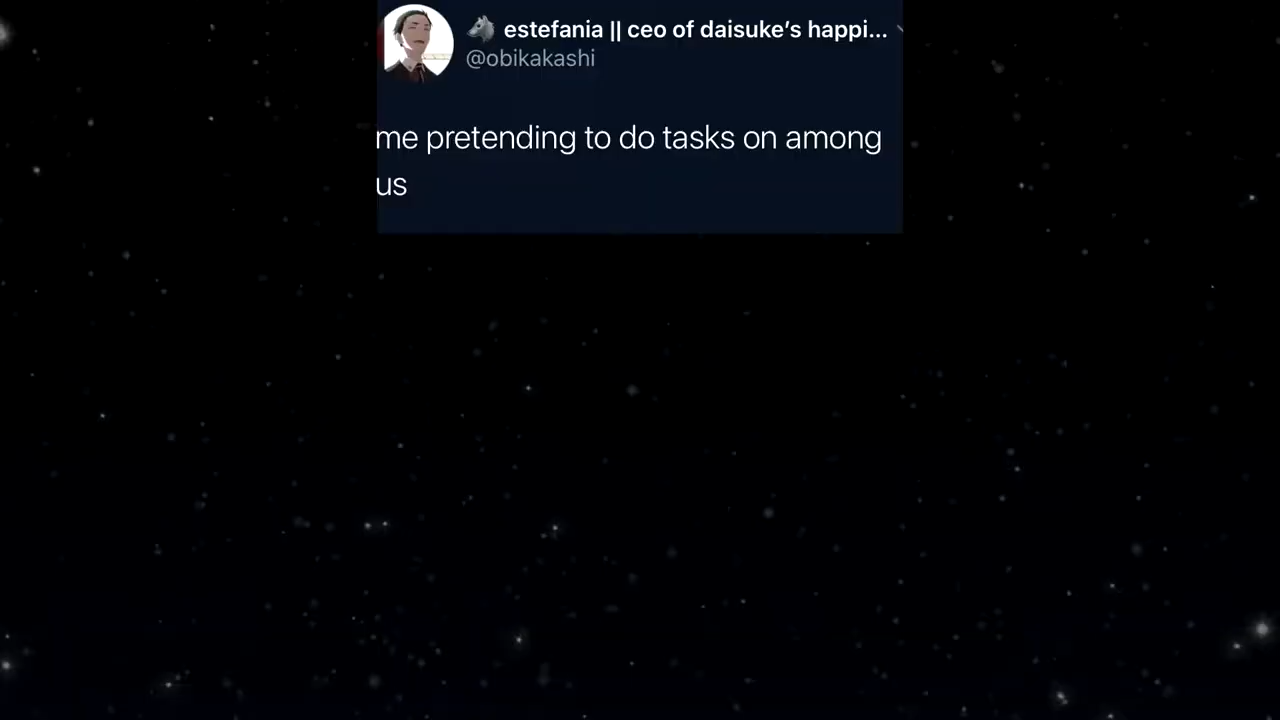 estefania || ceo of daisuke’s happi...
@obikakashi
me pretending to do tasks on among
us